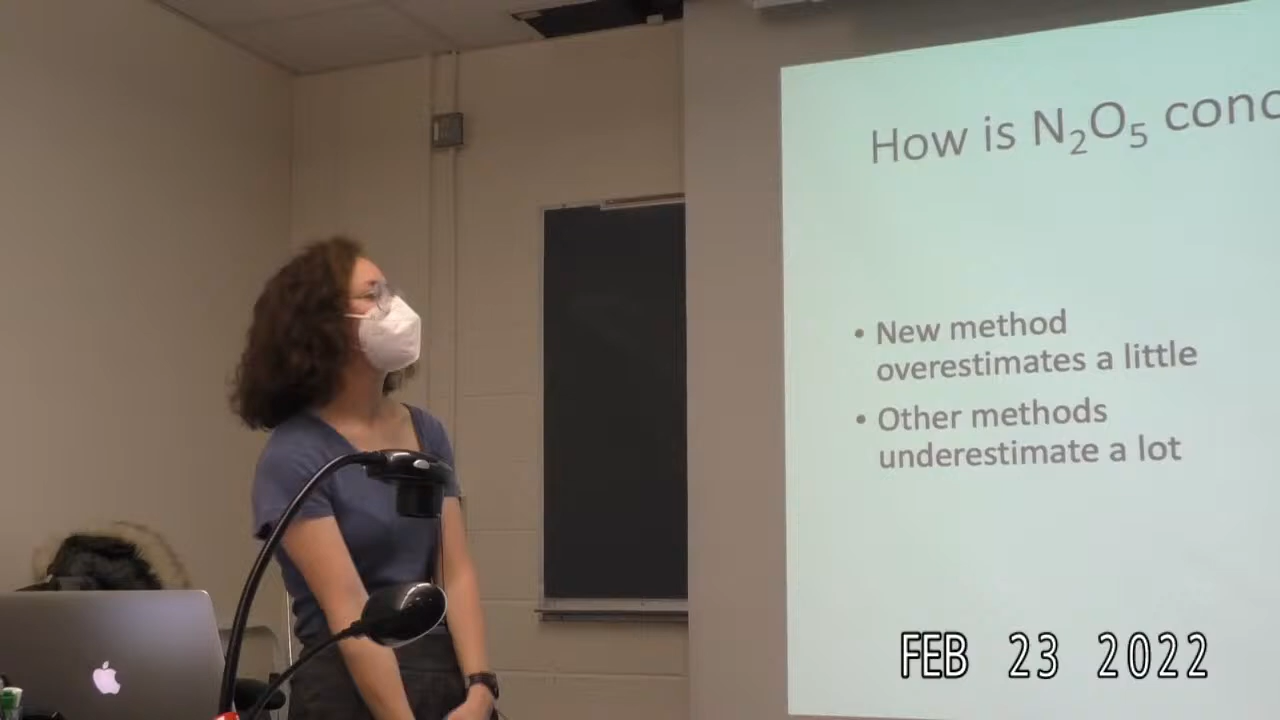 How is N₂O₅ conc
• New method
overestimates a little
• Other methods
underestimate a lot
FEB 23 2022